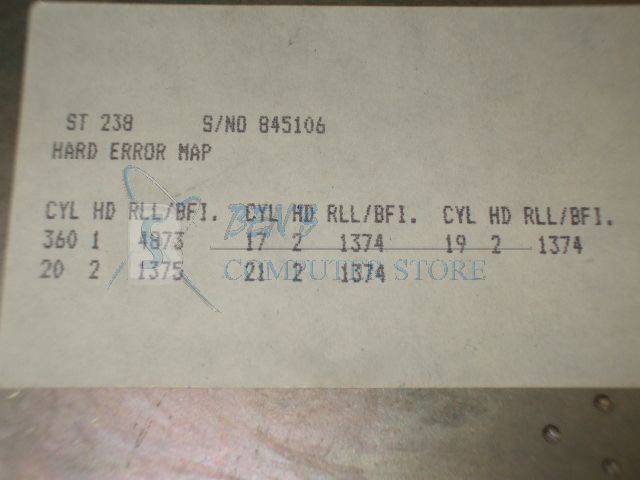 ST 238 S/NO 845106
HARD ERROR MAP
CYL HD RLL/BFI. CYL HD RLL/BFI. CYL HD RLL/BFI.
360 1 4873 17 2 1374 19 2 1374
20 2 1375 21 2 1374
BEN'S
COMPUTER STORE